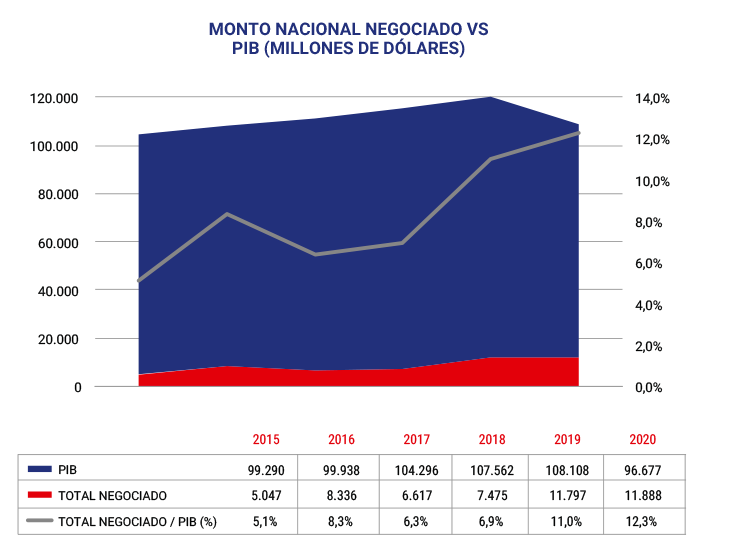 MONTO NACIONAL NEGOCIADO VS
PIB (MILLONES DE DÓLARES)
120.000
100.000
80.000
60.000
40.000
20.000
0
14,0%
12,0%
10,0%
8,0%
6,0%
4,0%
2,0%
0,0%
2015 2016 2017 2018 2019 2020
PIB 99.290 99.938 104.296 107.562 108.108 96.677
TOTAL NEGOCIADO 5.047 8.336 6.617 7.475 11.797 11.888
TOTAL NEGOCIADO / PIB (%) 5,1% 8,3% 6,3% 6,9% 11,0% 12,3%